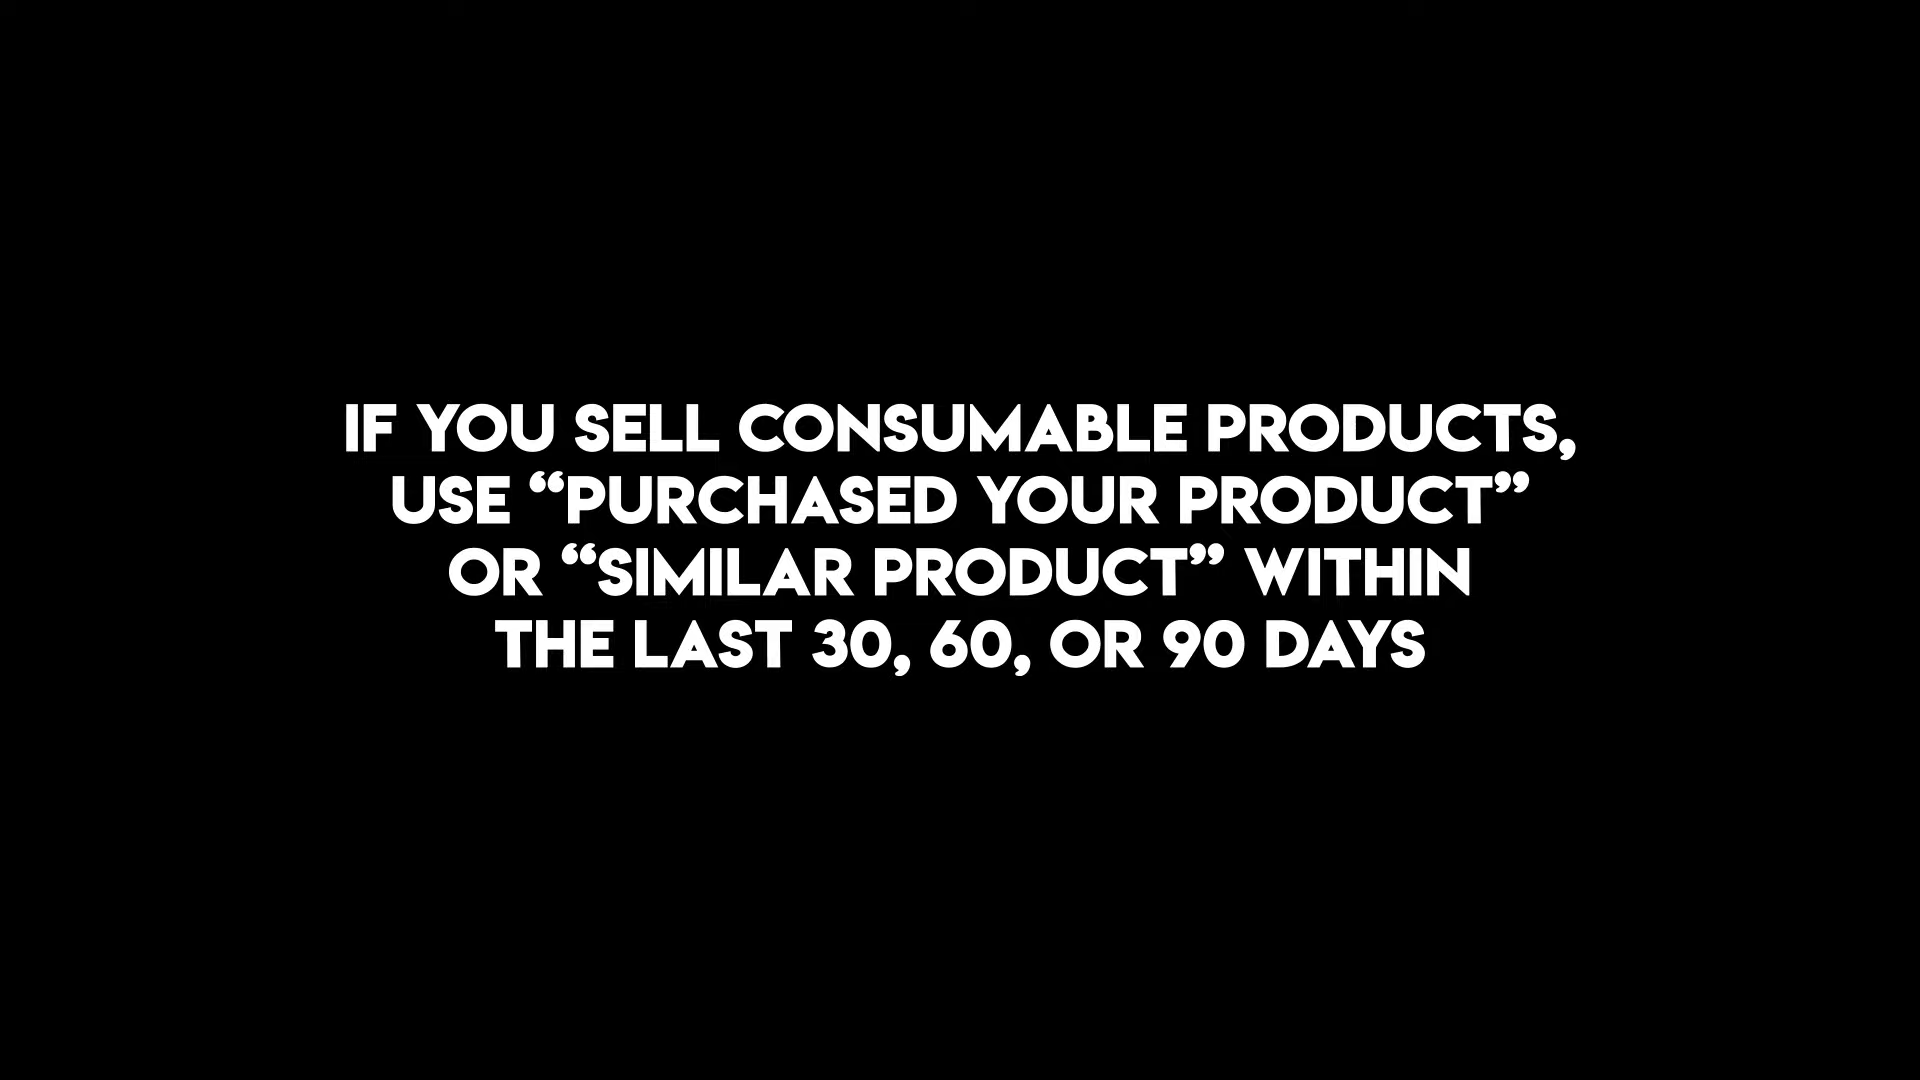 IF YOU SELL CONSUMABLE PRODUCTS,
USE “PURCHASED YOUR PRODUCT”
OR “SIMILAR PRODUCT” WITHIN
THE LAST 30, 60, OR 90 DAYS